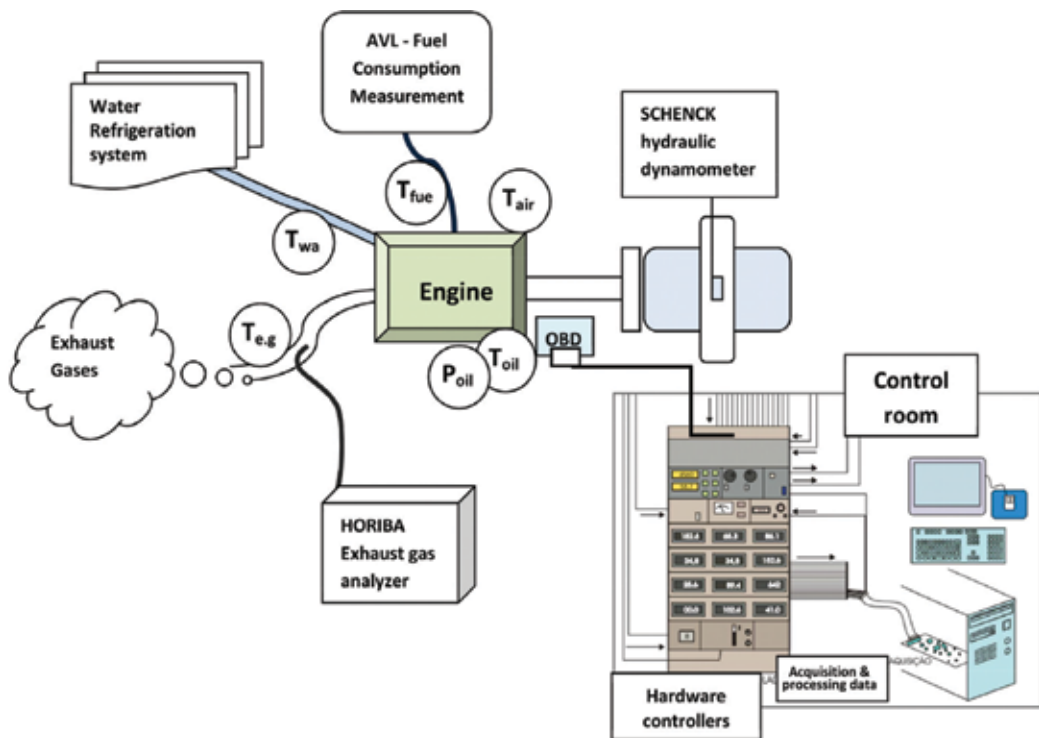 AVL - Fuel
Consumption
Measurement
Water
Refrigeration
system
SCHENCK
hydraulic
dynamometer
Tfue
Tair
Twa
Engine
Te.g
Exhaust
Gases
OBD
Poil
Toil
Control
room
HORIBA
Exhaust gas
analyzer
AQUISIÇÃO
Acquisition &
processing data
Hardware
controllers